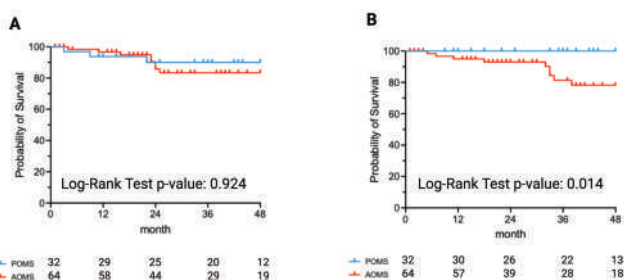 A
Probability of Survival
100
80
60
40
20
0
Log-Rank Test p-value: 0.924
0 12 24 36 48
month
POMS 32 29 25 20 12
AOMS 64 58 44 29 19
B
Probability of Survival
100
80
60
40
20
0
Log-Rank Test p-value: 0.014
0 12 24 36 48
month
POMS 32 30 26 22 13
AOMS 64 57 39 28 18